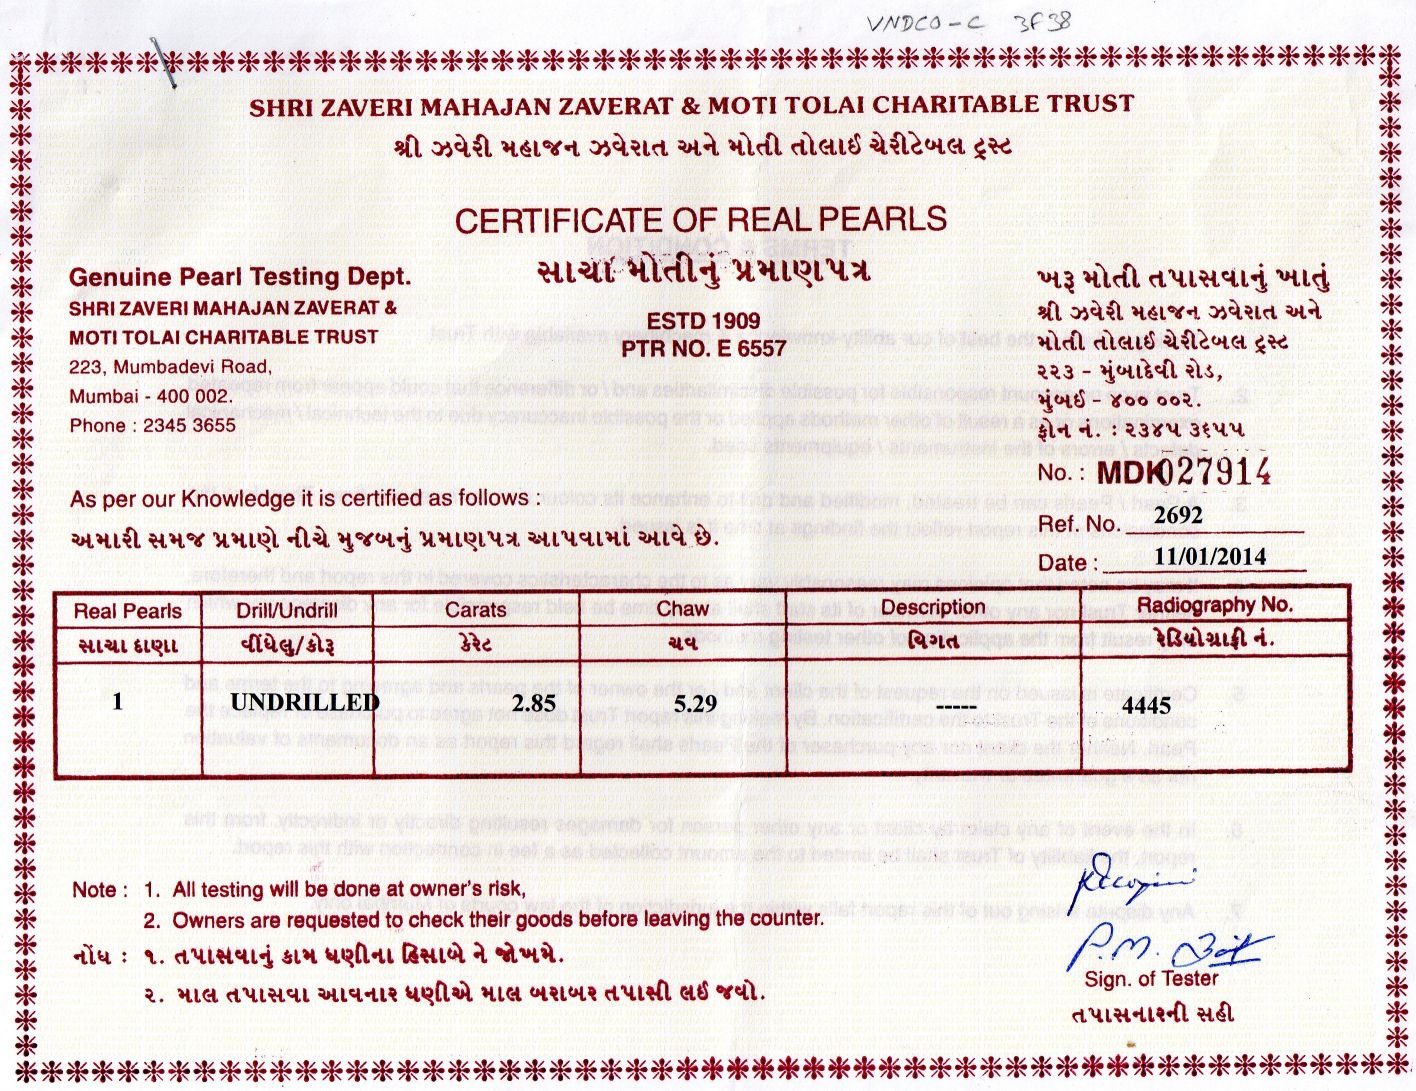 VNDCO-C 3F38
SHRI ZAVERI MAHAJAN ZAVERAT & MOTI TOLAI CHARITABLE TRUST
શ્રી ઝવેરી મહાજન ઝવેરાત અને મોતી તોલાઈ ચેરીટેબલ ટ્રસ્ટ
CERTIFICATE OF REAL PEARLS
સાચા મોતીનું પ્રમાણપત્ર
ESTD 1909
PTR NO. E 6557
Genuine Pearl Testing Dept.
SHRI ZAVERI MAHAJAN ZAVERAT &
MOTI TOLAI CHARITABLE TRUST
223, Mumbadevi Road,
Mumbai - 400 002.
Phone : 2345 3655
ખરૂ મોતી તપાસવાનું ખાતું
શ્રી ઝવેરી મહાજન ઝવેરાત અને
મોતી તોલાઈ ચેરીટેબલ ટ્રસ્ટ
૨૨૩ - મુંબાદેવી રોડ,
મુંબઈ - ૪૦૦ ૦૦૨.
ફોન નં. : ૨૩૪૫ ૩૬૫૫
No. : MDK027914
Ref. No. 2692
Date : 11/01/2014
As per our Knowledge it is certified as follows :
અમારી સમજ પ્રમાણે નીચે મુજબનું પ્રમાણપત્ર આપવામાં આવે છે.
Real Pearls Drill/Undrill Carats Chaw Description Radiography No.
સાચા દાણા વીંધેલુ/કોરૂ કેરેટ ચવ વિગત રેડિયોગ્રાફી નં.
1 UNDRILLED 2.85 5.29 ----- 4445
Note : 1. All testing will be done at owner's risk,
2. Owners are requested to check their goods before leaving the counter.
નોંધ : ૧. તપાસવાનું કામ ધણીના હિસાબે ને જોખમે.
૨. માલ તપાસવા આવનાર ધણીએ માલ બરાબર તપાસી લઈ જવો.
P.M.
Sign. of Tester
તપાસનારની સહી